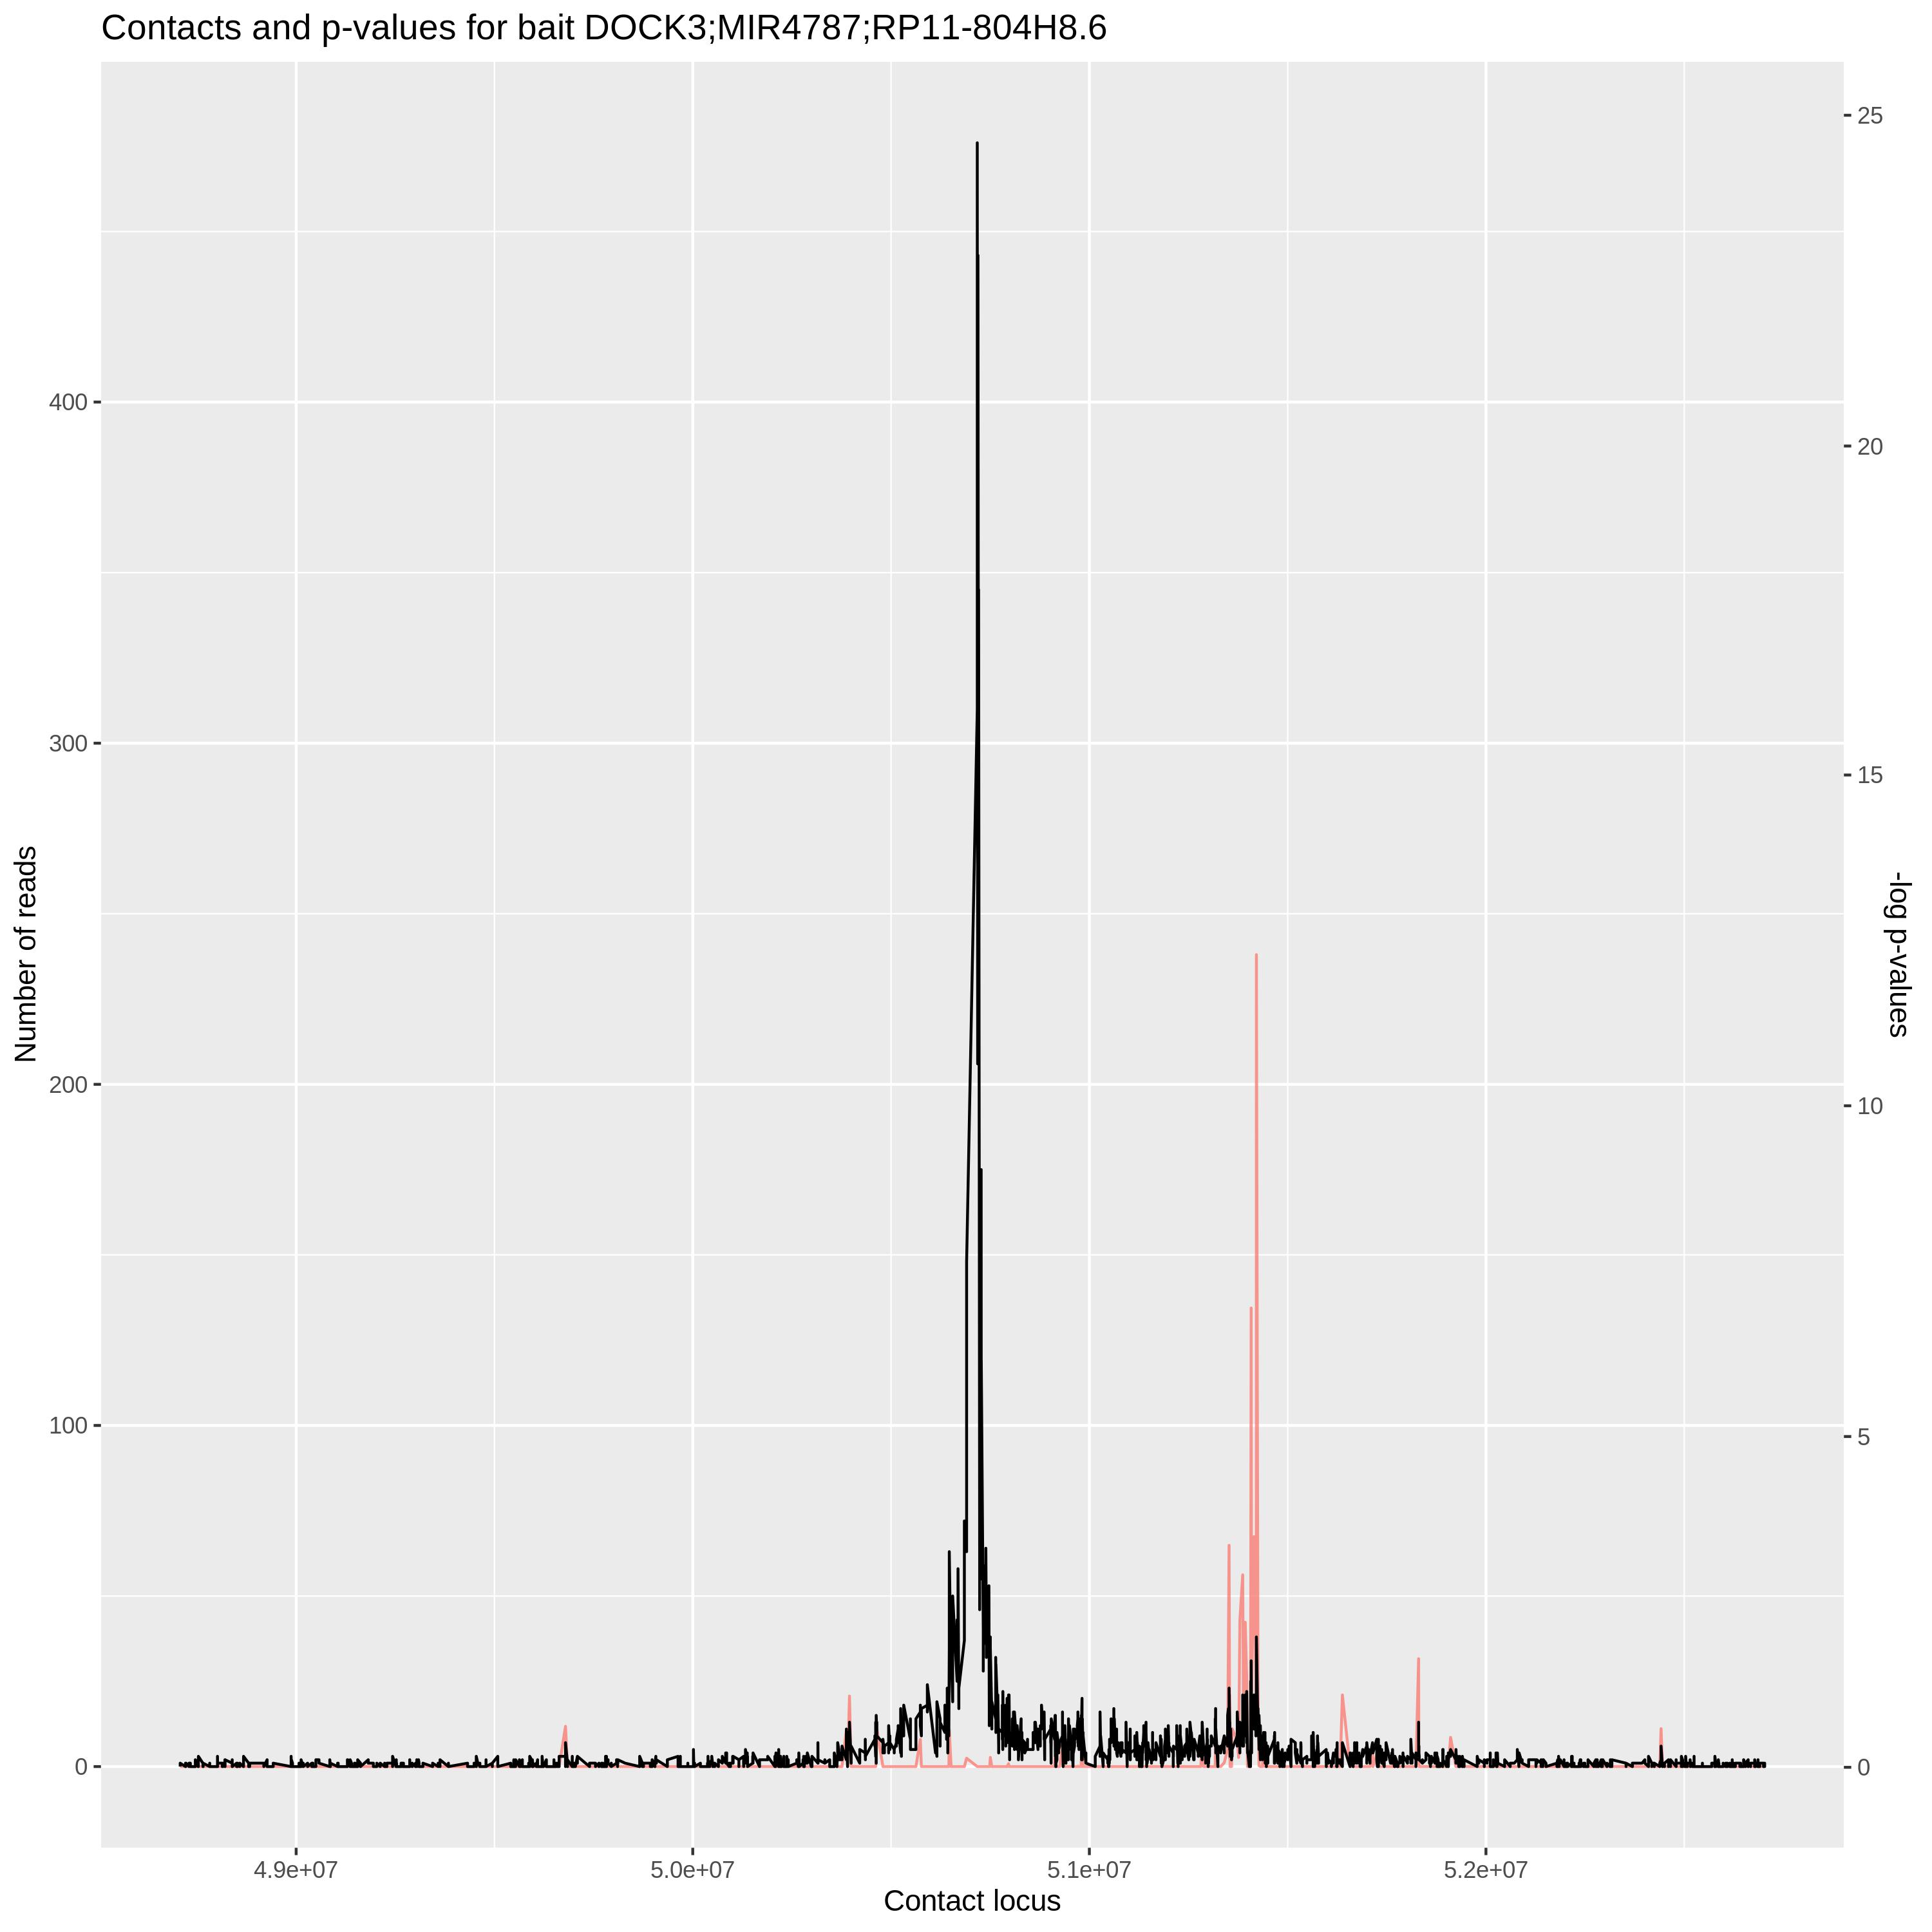 Contacts and p-values for bait DOCK3;MIR4787;RP11-804H8.6
25
20
15
10
5
0
400
300
200
100
0
Number of reads
-log p-values
4.9e+07 5.0e+07 5.1e+07 5.2e+07
Contact locus